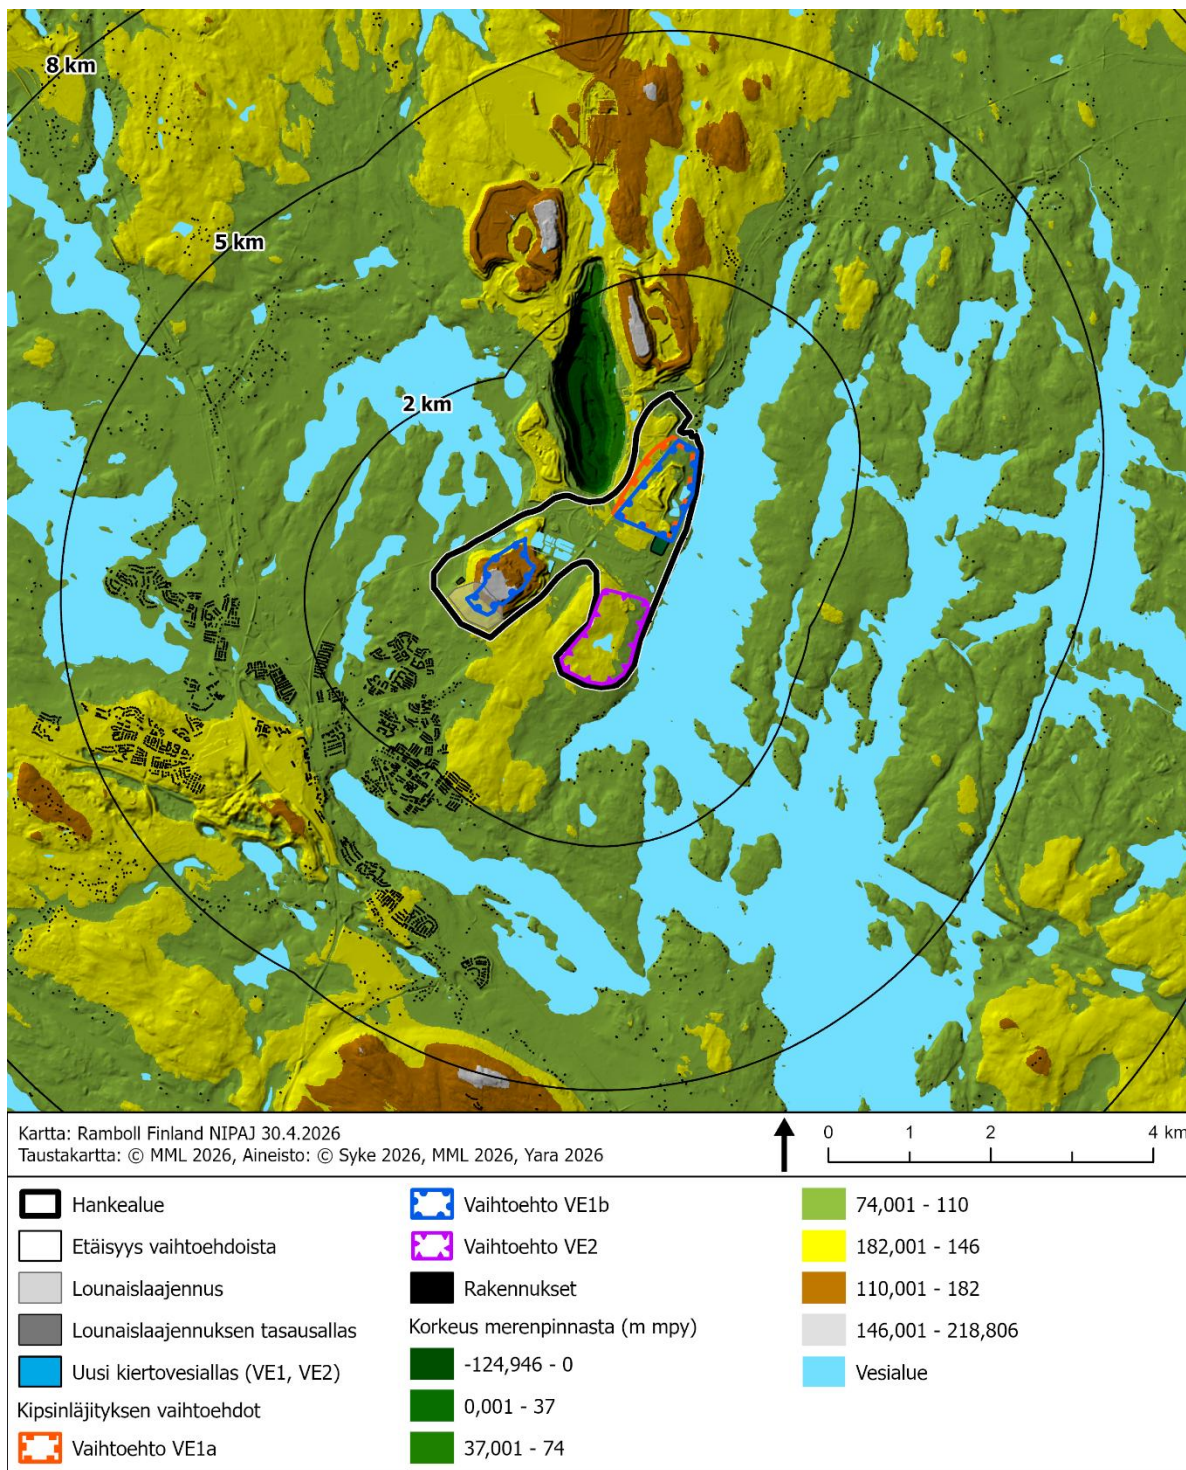 8 km
5 km
2 km
Kartta: Ramboll Finland NIPAJ 30.4.2026
Taustakartta: © MML 2026, Aineisto: © Syke 2026, MML 2026, Yara 2026
0 1 2 4 km
Hankealue
Etäisyys vaihtoehdoista
Lounaislaajennus
Lounaislaajennuksen tasausallas
Uusi kiertovesiallas (VE1, VE2)
Kipsinläjityksen vaihtoehdot
Vaihtoehto VE1a
Vaihtoehto VE1b
Vaihtoehto VE2
Rakennukset
Korkeus merenpinnasta (m mpy)
-124,946 - 0
0,001 - 37
37,001 - 74
74,001 - 110
182,001 - 146
110,001 - 182
146,001 - 218,806
Vesialue